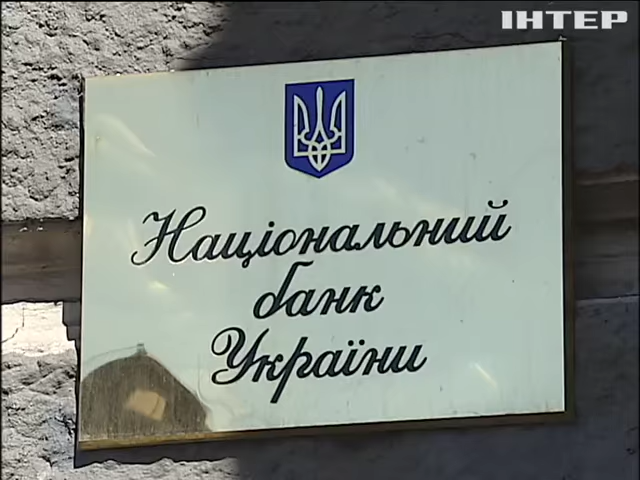 ІНТЕР
Національний
банк
України